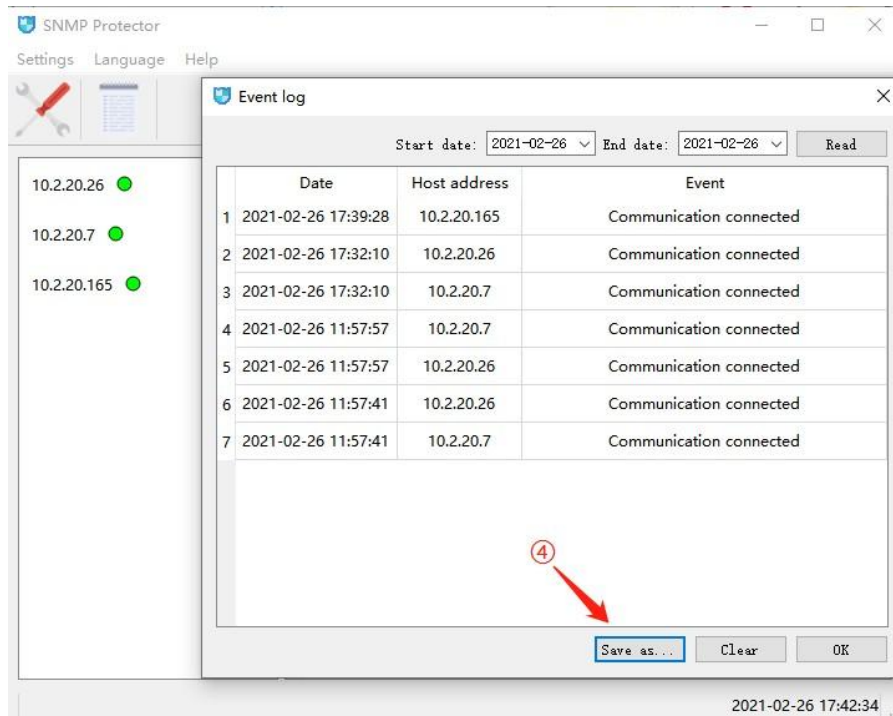 SNMP Protector
Settings Language Help
Event log
Start date: 2021-02-26 End date: 2021-02-26 Read
10.2.20.26
10.2.20.7
10.2.20.165
Date Host address Event
1 2021-02-26 17:39:28 10.2.20.165 Communication connected
2 2021-02-26 17:32:10 10.2.20.26 Communication connected
3 2021-02-26 17:32:10 10.2.20.7 Communication connected
4 2021-02-26 11:57:57 10.2.20.7 Communication connected
5 2021-02-26 11:57:57 10.2.20.26 Communication connected
6 2021-02-26 11:57:41 10.2.20.26 Communication connected
7 2021-02-26 11:57:41 10.2.20.7 Communication connected
④
Save as... Clear OK
2021-02-26 17:42:34